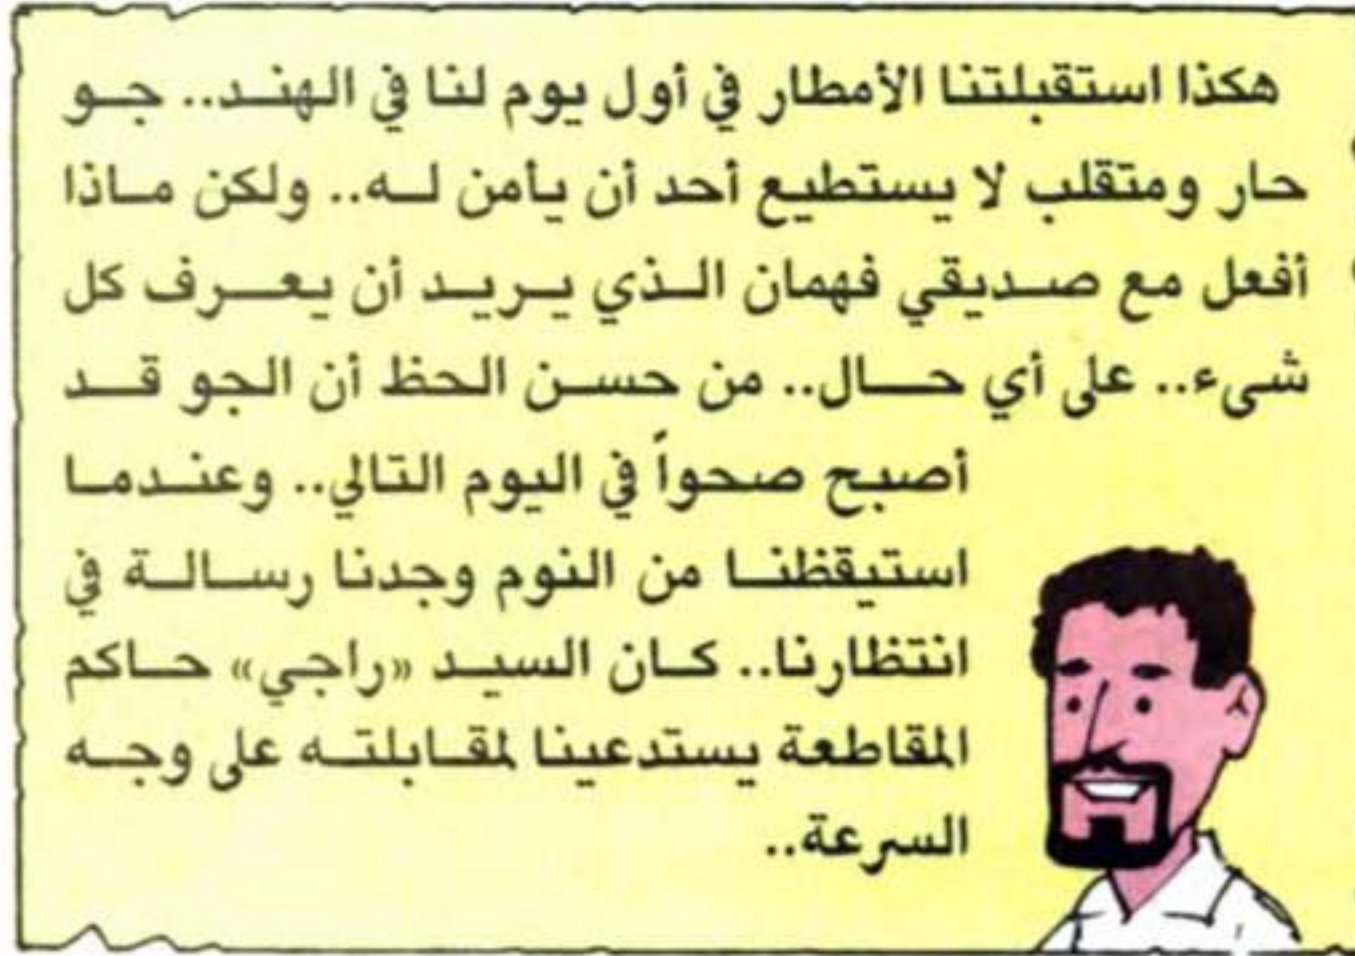 هكذا استقبلتنا الأمطار في أول يوم لنا في الهند.. جو
حار ومتقلب لا يستطيع أحد أن يأمن له.. ولكن ماذا
أفعل مع صديقي فهمان الذي يريد أن يعرف كل
شىء.. على أي حال.. من حسن الحظ أن الجو قد
أصبح صحواً في اليوم التالي.. وعندما
استيقظنا من النوم وجدنا رسالة في
انتظارنا.. كان السيد «راجي» حاكم
المقاطعة يستدعينا لمقابلته على وجه
السرعة..